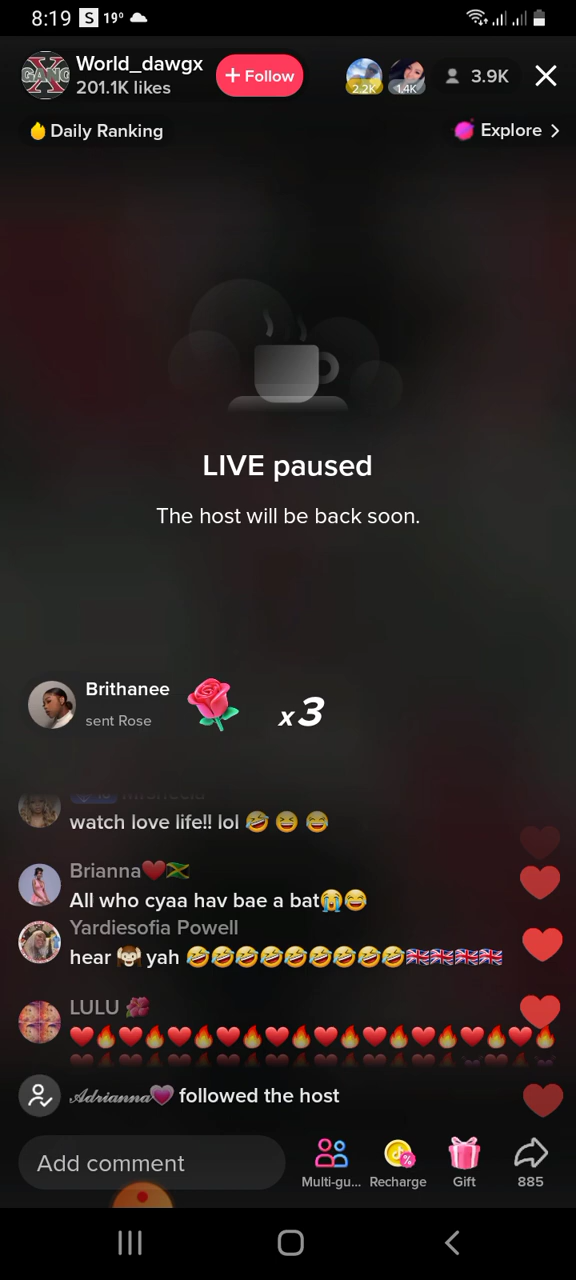 8:19 S 19°
World_dawgx
201.1K likes
+ Follow
2.2K 1.4K
3.9K
Daily Ranking
Explore
LIVE paused
The host will be back soon.
Brithanee
sent Rose
x3
watch love life!! lol 🤣 😆 😂
Brianna❤️🇯🇲
All who cyaa hav bae a bat😭😂
Yardiesofia Powell
hear 🙉 yah 🤣🤣🤣🤣🤣🤣🤣🤣🤣🇬🇧🇬🇧🇬🇧🇬🇧
LULU 🌺
❤️🔥❤️🔥❤️🔥❤️🔥❤️🔥❤️🔥❤️🔥❤️🔥❤️🔥❤️🔥
𝒜𝒹𝓇𝒾𝒶𝓃𝓃𝒶💗 followed the host
Add comment
Multi-gu...
Recharge
Gift
885